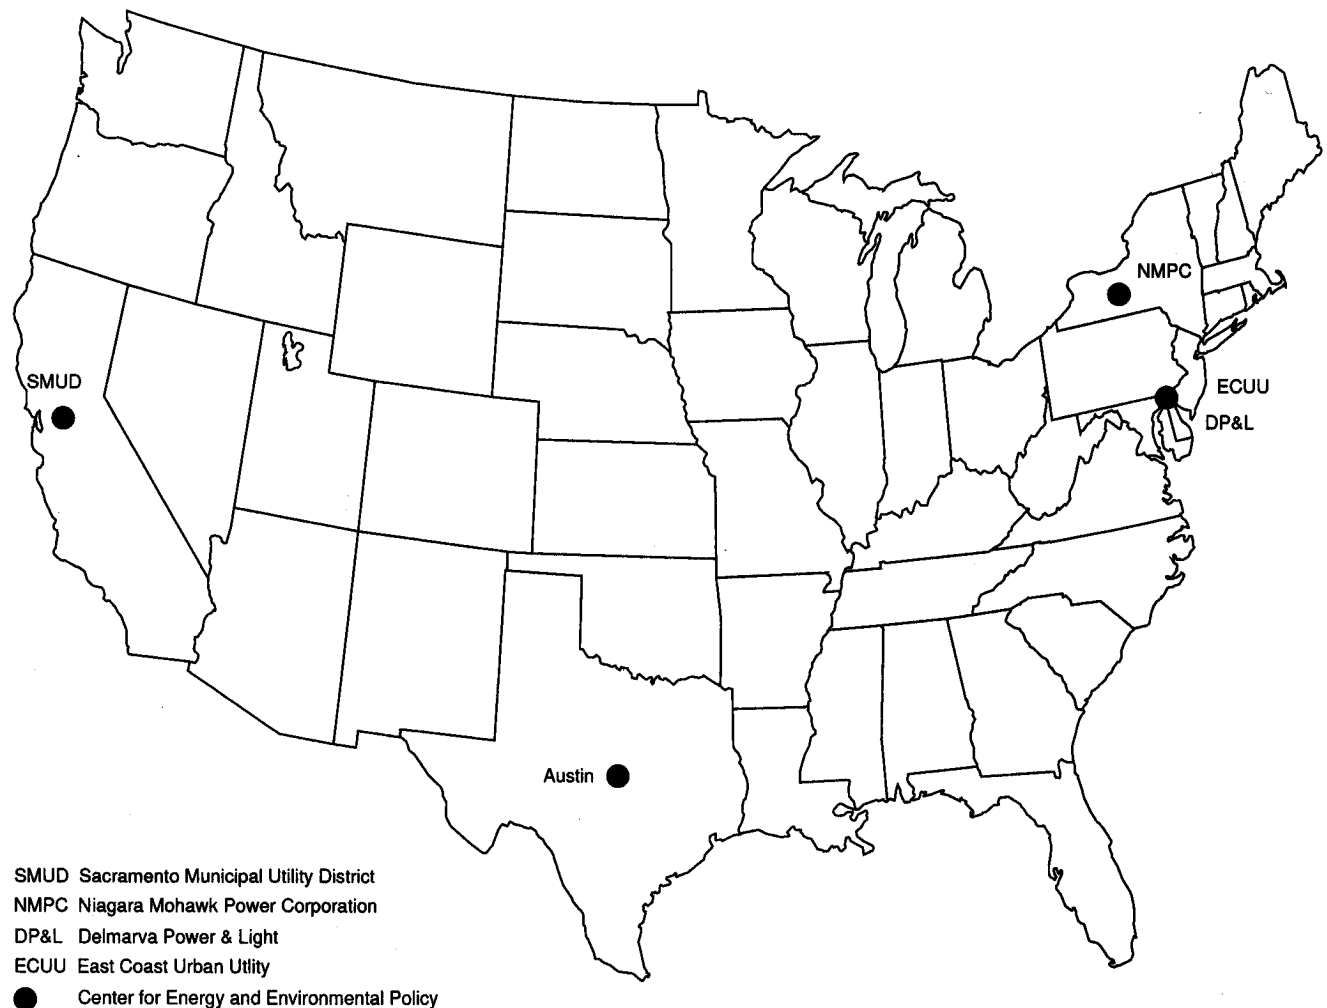 NMPC
SMUD
ECUU
DP&L
Austin
SMUD Sacramento Municipal Utility District
NMPC Niagara Mohawk Power Corporation
DP&L Delmarva Power & Light
ECUU East Coast Urban Utlity
Center for Energy and Environmental Policy